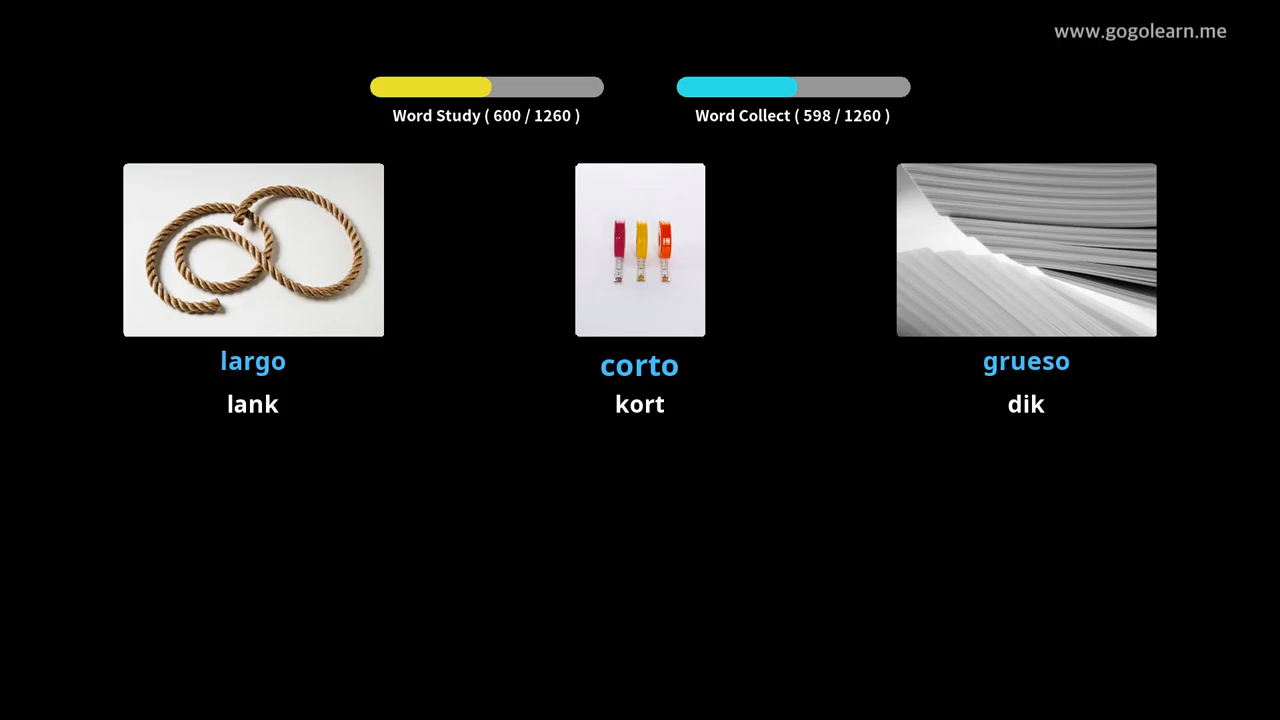 www.gogolearn.me
Word Study ( 600 / 1260 )
Word Collect ( 598 / 1260 )
largo
corto
grueso
lank
kort
dik